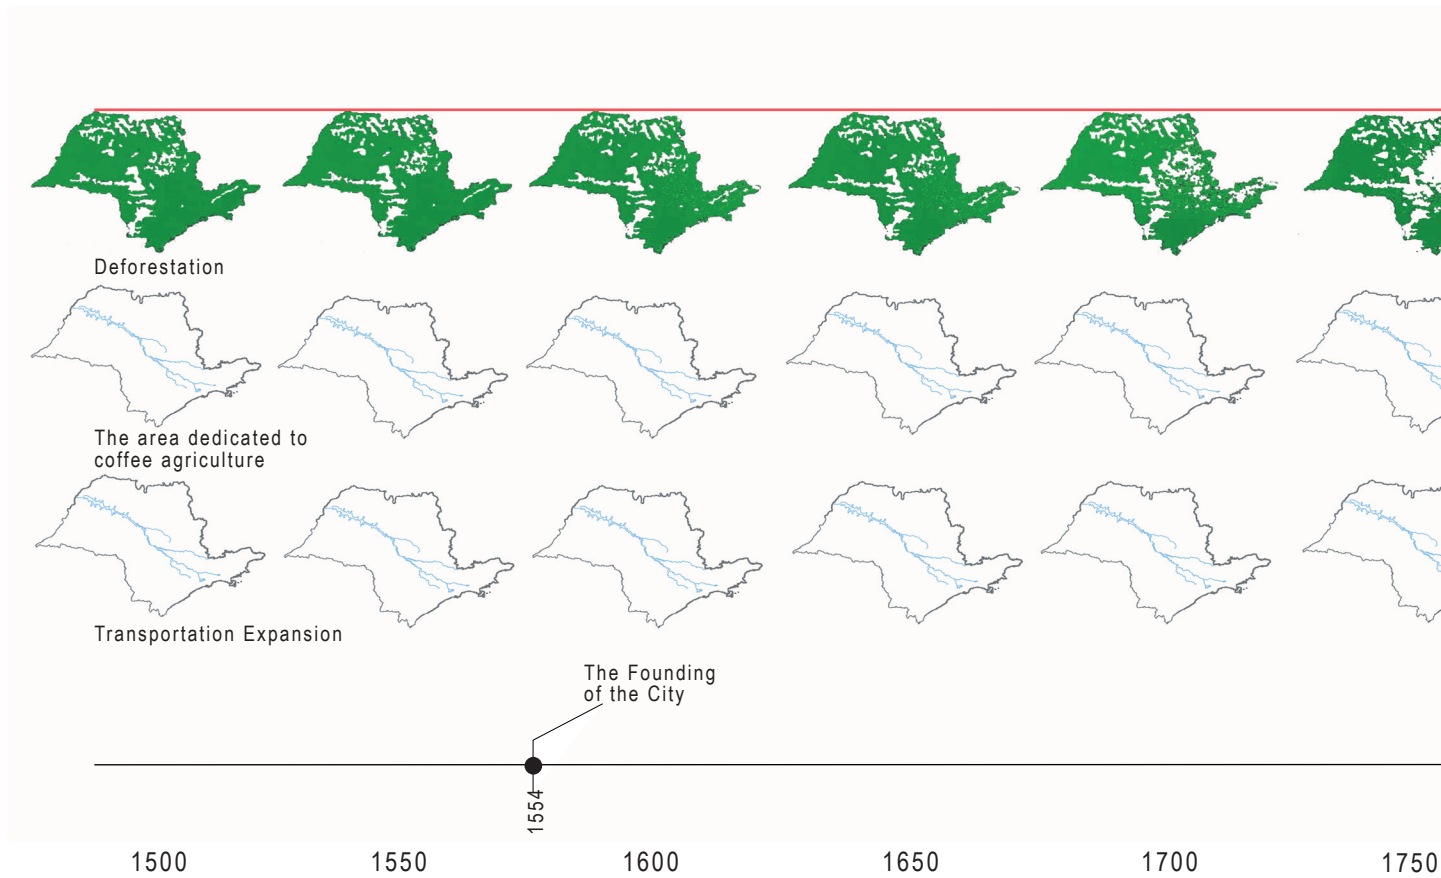 Deforestation
The area dedicated to
coffee agriculture
Transportation Expansion
The Founding
of the City
1554
1500
1550
1600
1650
1700
1750